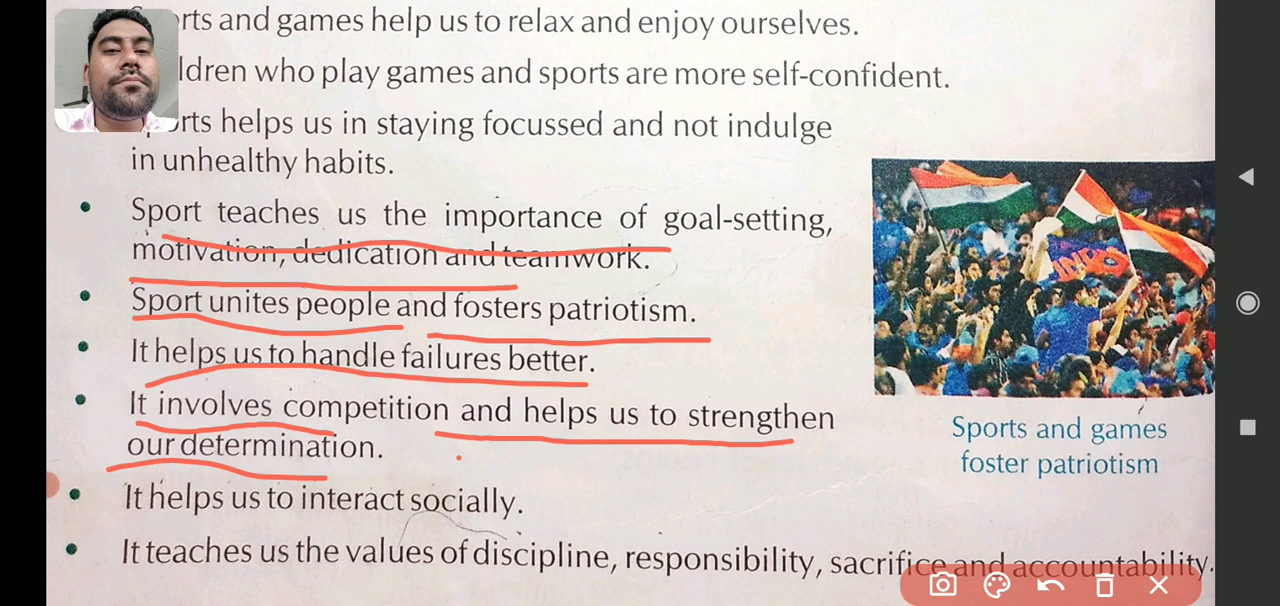 rts and games help us to relax and enjoy ourselves.
ldren who play games and sports are more self-confident.
rts helps us in staying focussed and not indulge
in unhealthy habits.
• Sport teaches us the importance of goal-setting,
motivation, dedication and teamwork.
• Sport unites people and fosters patriotism.
• It helps us to handle failures better.
• It involves competition and helps us to strengthen
our determination.
• It helps us to interact socially.
• It teaches us the values of discipline, responsibility, sacrifice and accountability.
Sports and games
foster patriotism